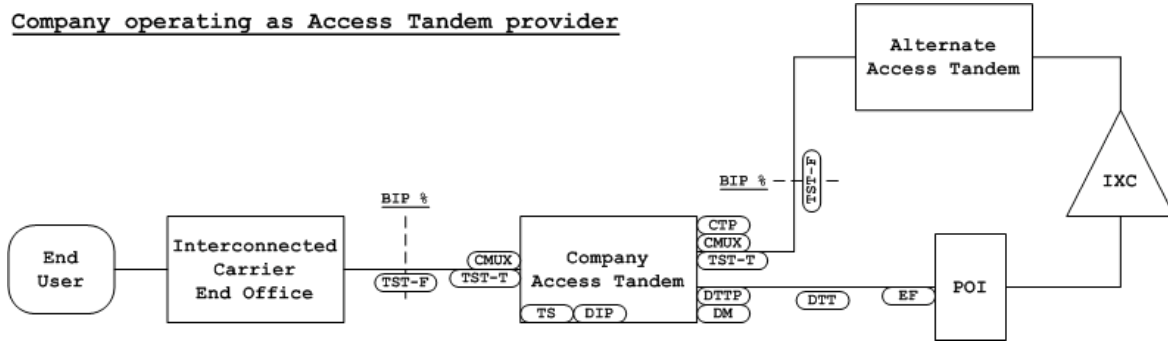 Company operating as Access Tandem provider
Alternate
Access Tandem
IXC
BIP %
TST-F
BIP %
End
User
Interconnected
Carrier
End Office
TST-F
CMUX
TST-T
Company
Access Tandem
TS
DIP
CTP
CMUX
TST-T
DTTP
DM
DTT
EF
POI